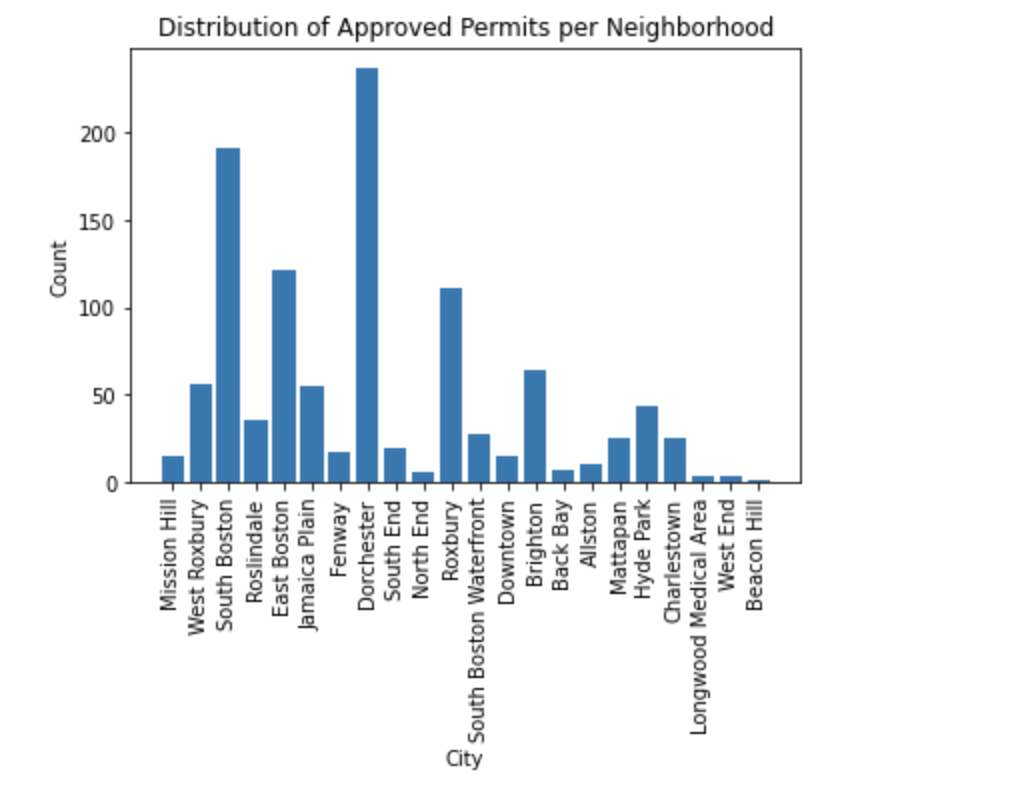 Distribution of Approved Permits per Neighborhood
Count
200
150
100
50
0
Mission Hill
West Roxbury
South Boston
Roslindale
East Boston
Jamaica Plain
Fenway
Dorchester
South End
North End
Roxbury
South Boston Waterfront
Downtown
Brighton
Back Bay
Allston
Mattapan
Hyde Park
Charlestown
Longwood Medical Area
West End
Beacon Hill
City